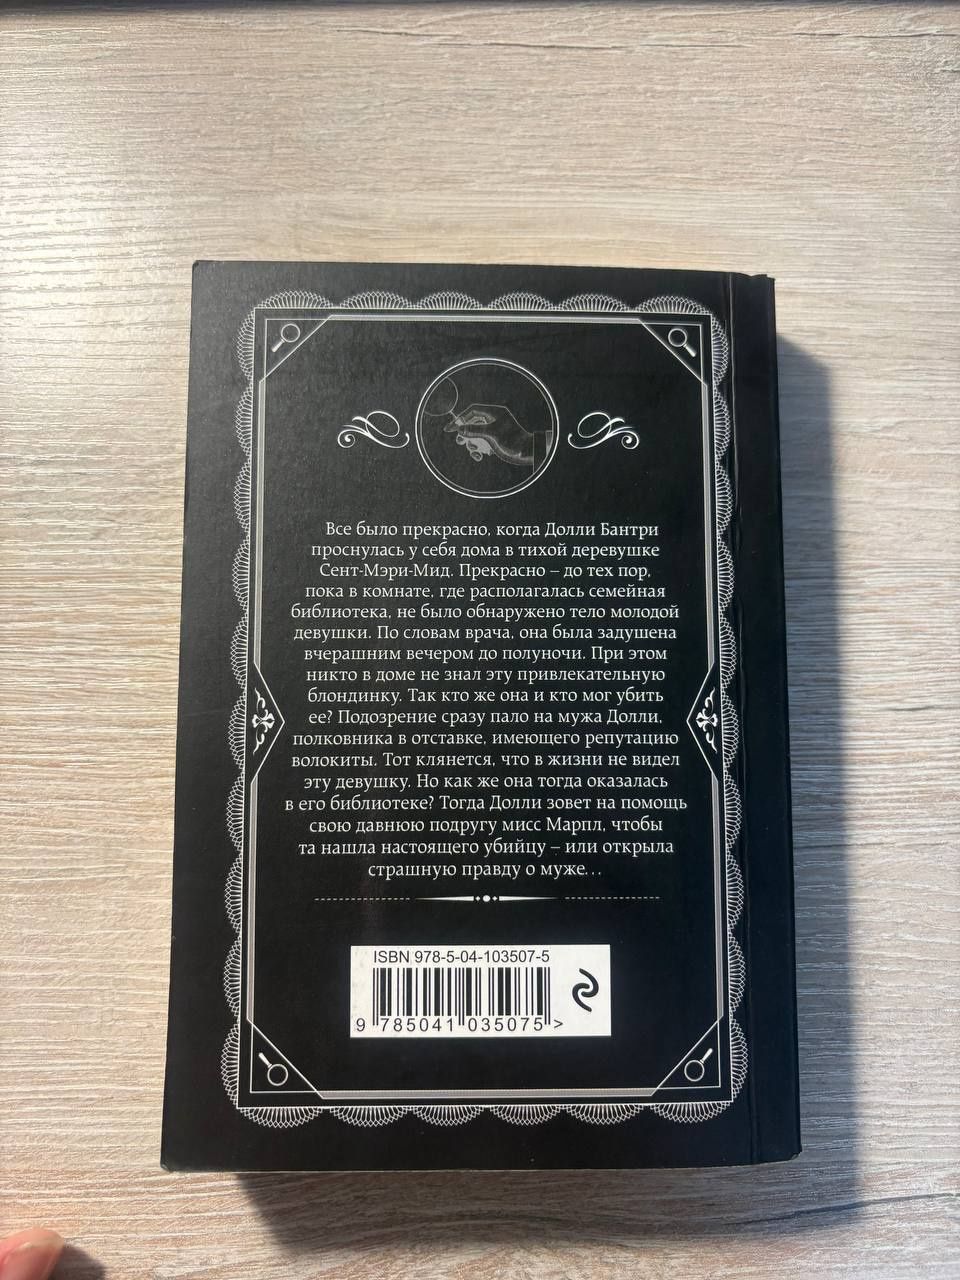 Все было прекрасно, когда Долли Бантри
проснулась у себя дома в тихой деревушке
Сент-Мэри-Мид. Прекрасно – до тех пор,
пока в комнате, где располагалась семейная
библиотека, не было обнаружено тело молодой
девушки. По словам врача, она была задушена
вчерашним вечером до полуночи. При этом
никто в доме не знал эту привлекательную
блондинку. Так кто же она и кто мог убить
ее? Подозрение сразу пало на мужа Долли,
полковника в отставке, имеющего репутацию
волокиты. Тот клянется, что в жизни не видел
эту девушку. Но как же она тогда оказалась
в его библиотеке? Тогда Долли зовет на помощь
свою давнюю подругу мисс Марпл, чтобы
та нашла настоящего убийцу – или открыла
страшную правду о муже...
ISBN 978-5-04-103507-5
9 785041 035075 >